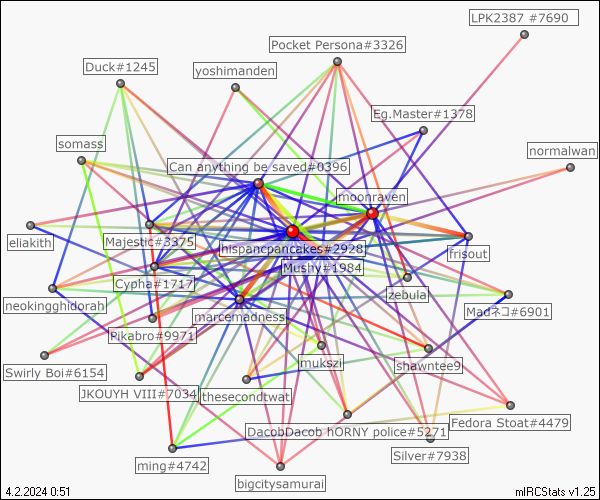 LPK2387 #7690
Pocket Persona#3326
Duck#1245
yoshimanden
Eg.Master#1378
somass
normalwan
Can anything be saved#0396
moonraven
eliakith
Majestic#3375
hispancpancakes#2928
frisout
Mushy#1984
Cypha#1717
zebula
neokingghidorah
Madネコ#6901
marcemadness
Pikabro#9971
mukszi
shawntee9
Swirly Boi#6154
JKOUYH VIII#7034
thesecondtwat
Fedora Stoat#4479
DacobDacob hORNY police#5271
Silver#7938
ming#4742
bigcitysamurai
4.2.2024 0:51
mIRCStats v1.25